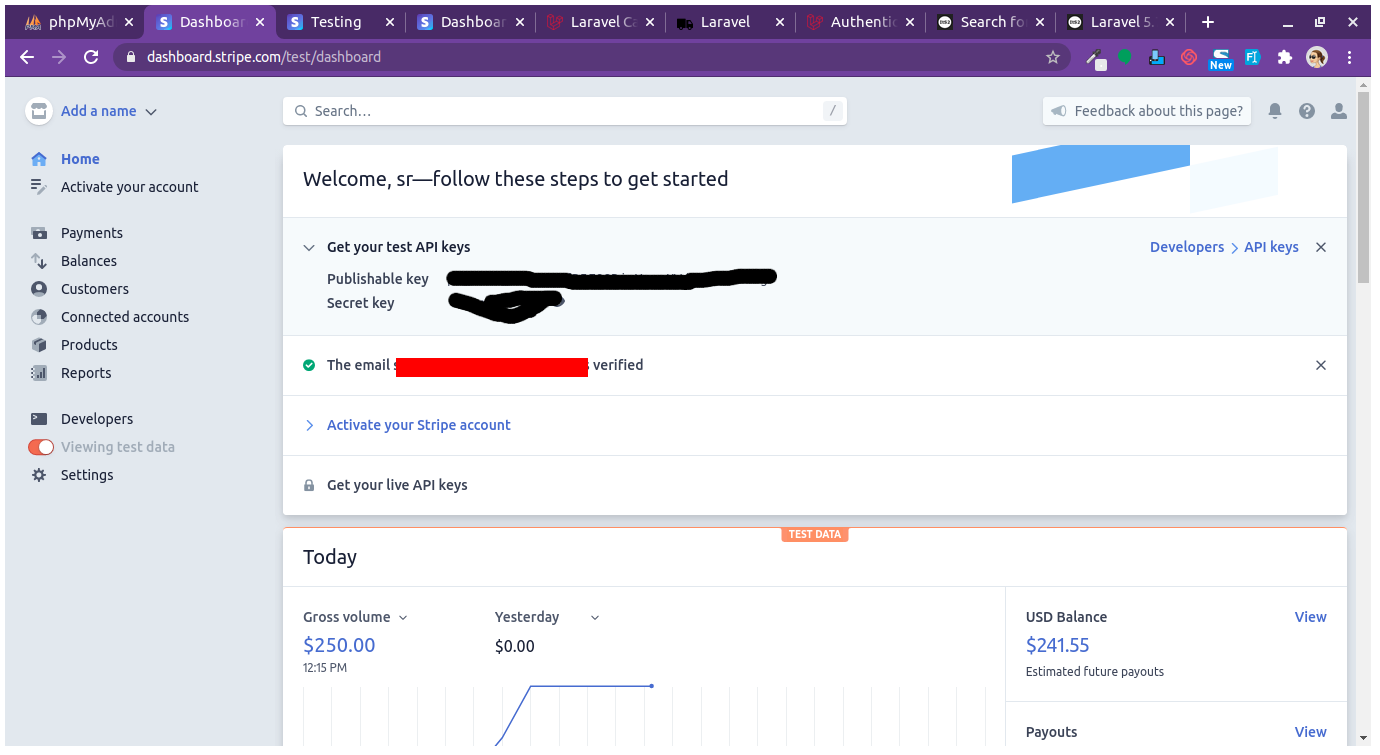 phpMyAd
Dashboar
Testing
Dashboar
Laravel Ca
Laravel
Authentic
Search fo
Laravel 5.
dashboard.stripe.com/test/dashboard
New
Add a name
Search…
/
Feedback about this page?
Home
Activate your account
Payments
Balances
Customers
Connected accounts
Products
Reports
Developers
Viewing test data
Settings
Welcome, sr—follow these steps to get started
Get your test API keys
Developers > API keys
Publishable key
Secret key
The email verified
Activate your Stripe account
Get your live API keys
TEST DATA
Today
Gross volume
Yesterday
$250.00
$0.00
12:15 PM
USD Balance
View
$241.55
Estimated future payouts
Payouts
View